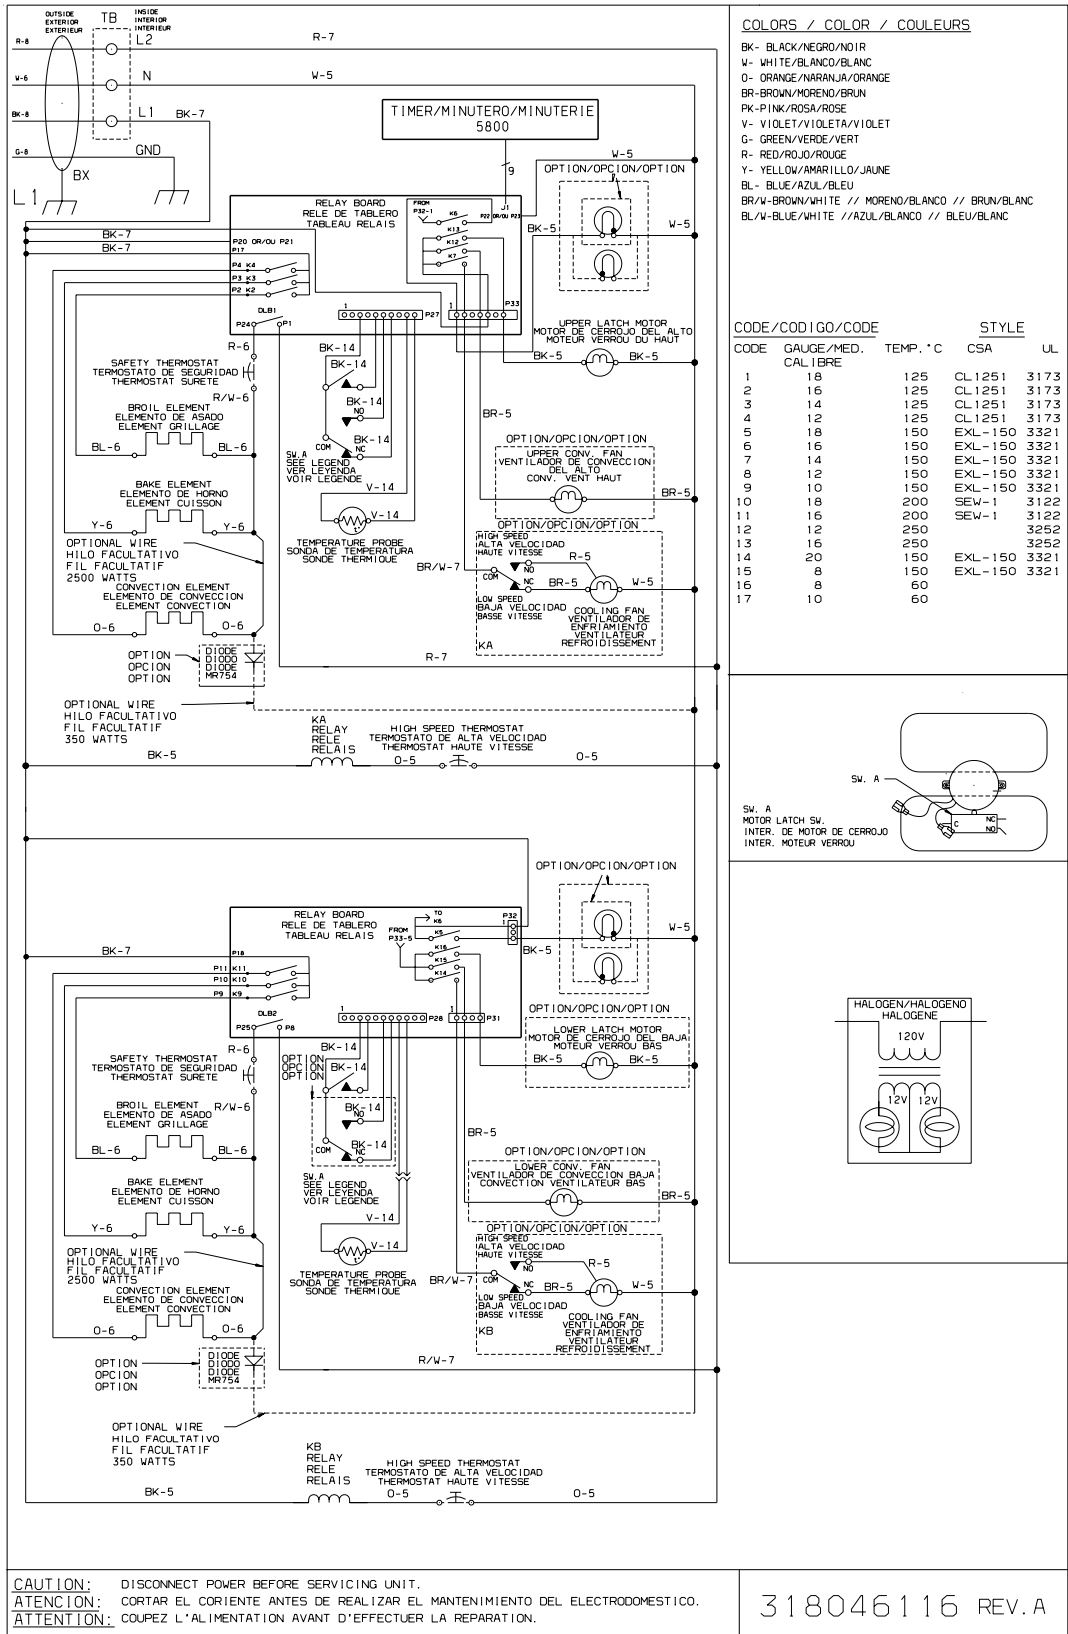 OUTSIDE
EXTERIOR
EXTERIEUR
TB
INSIDE
INTERIOR
INTERIEUR
R-8
L2
R-7
W-6
N
W-5
BK-8
L1
BK-7
G-8
GND
BX
L1
TIMER/MINUTERO/MINUTERIE
5800
9
W-5
OPTION/OPCION/OPTION
W-5
BK-5
RELAY BOARD
RELE DE TABLERO
TABLEAU RELAIS
FROM
P32-1
K6
J1
P22 OR/OU P23
K13
K12
K7
BK-7
BK-7
P20 OR/OU P21
P17
P4 K4
P3 K3
P2 K2
DLB1
P24
P1
1
P27
1
P33
R-6
BK-14
BK-14
UPPER LATCH MOTOR
MOTOR DE CERROJO DEL ALTO
MOTEUR VERROU DU HAUT
BK-5
BK-5
SAFETY THERMOSTAT
TERMOSTATO DE SEGURIDAD
THERMOSTAT SURETE
R/W-6
BK-14
NO
BR-5
BROIL ELEMENT
ELEMENTO DE ASADO
ELEMENT GRILLAGE
BL-6
BL-6
COM
BK-14
NC
SW.A
SEE LEGEND
VER LEYENDA
VOIR LEGENDE
V-14
OPTION/OPCION/OPTION
UPPER CONV. FAN
VENTILADOR DE CONVECCION
DEL ALTO
CONV. VENT HAUT
BR-5
BAKE ELEMENT
ELEMENTO DE HORNO
ELEMENT CUISSON
Y-6
Y-6
V-14
TEMPERATURE PROBE
SONDA DE TEMPERATURA
SONDE THERMIQUE
OPTIONAL WIRE
HILO FACULTATIVO
FIL FACULTATIF
2500 WATTS
OPTION/OPCION/OPTION
HIGH SPEED
ALTA VELOCIDAD
HAUTE VITESSE
R-5
NO
BR/W-7
COM
NC
BR-5
W-5
LOW SPEED
BAJA VELOCIDAD
BASSE VITESSE
COOLING FAN
VENTILADOR DE
ENFRIAMIENTO
VENTILATEUR
REFROIDISSEMENT
KA
CONVECTION ELEMENT
ELEMENTO DE CONVECCION
ELEMENT CONVECTION
O-6
O-6
OPTION
OPCION
OPTION
DIODE
DIODO
DIODE
MR754
R-7
OPTIONAL WIRE
HILO FACULTATIVO
FIL FACULTATIF
350 WATTS
KA
RELAY
RELE
RELAIS
HIGH SPEED THERMOSTAT
TERMOSTATO DE ALTA VELOCIDAD
THERMOSTAT HAUTE VITESSE
BK-5
O-5
O-5
OPTION/OPCION/OPTION
W-5
BK-5
RELAY BOARD
RELE DE TABLERO
TABLEAU RELAIS
TO
K6
P32
1
FROM
P33-5
K5
K16
K15
K14
BK-7
P18
P11 K11
P10 K10
P9 K9
DLB2
P25
P8
1
P28
1
P31
OPTION/OPCION/OPTION
LOWER LATCH MOTOR
MOTOR DE CERROJO DEL BAJA
MOTEUR VERROU BAS
BK-5
BK-5
R-6
BK-14
OPTION
OPCION
OPTION
BK-14
SAFETY THERMOSTAT
TERMOSTATO DE SEGURIDAD
THERMOSTAT SURETE
R/W-6
BK-14
NO
BR-5
BROIL ELEMENT
ELEMENTO DE ASADO
ELEMENT GRILLAGE
BL-6
BL-6
COM
BK-14
NC
SW.A
SEE LEGEND
VER LEYENDA
VOIR LEGENDE
V-14
OPTION/OPCION/OPTION
LOWER CONV. FAN
VENTILADOR DE CONVECCION BAJA
CONVECTION VENTILATEUR BAS
BR-5
BAKE ELEMENT
ELEMENTO DE HORNO
ELEMENT CUISSON
Y-6
Y-6
V-14
TEMPERATURE PROBE
SONDA DE TEMPERATURA
SONDE THERMIQUE
OPTIONAL WIRE
HILO FACULTATIVO
FIL FACULTATIF
2500 WATTS
OPTION/OPCION/OPTION
HIGH SPEED
ALTA VELOCIDAD
HAUTE VITESSE
R-5
NO
BR/W-7
COM
NC
BR-5
W-5
LOW SPEED
BAJA VELOCIDAD
BASSE VITESSE
COOLING FAN
VENTILADOR DE
ENFRIAMIENTO
VENTILATEUR
REFROIDISSEMENT
KB
CONVECTION ELEMENT
ELEMENTO DE CONVECCION
ELEMENT CONVECTION
O-6
O-6
OPTION
OPCION
OPTION
DIODE
DIODO
DIODE
MR754
R/W-7
OPTIONAL WIRE
HILO FACULTATIVO
FIL FACULTATIF
350 WATTS
KB
RELAY
RELE
RELAIS
HIGH SPEED THERMOSTAT
TERMOSTATO DE ALTA VELOCIDAD
THERMOSTAT HAUTE VITESSE
BK-5
O-5
O-5
COLORS / COLOR / COULEURS
BK- BLACK/NEGRO/NOIR
W- WHITE/BLANCO/BLANC
O- ORANGE/NARANJA/ORANGE
BR-BROWN/MORENO/BRUN
PK-PINK/ROSA/ROSE
V- VIOLET/VIOLETA/VIOLET
G- GREEN/VERDE/VERT
R- RED/ROJO/ROUGE
Y- YELLOW/AMARILLO/JAUNE
BL- BLUE/AZUL/BLEU
BR/W-BROWN/WHITE // MORENO/BLANCO // BRUN/BLANC
BL/W-BLUE/WHITE //AZUL/BLANCO // BLEU/BLANC
CODE/CODIGO/CODE STYLE
CODE GAUGE/MED. TEMP.°C CSA UL
CALIBRE
1 18 125 CL1251 3173
2 16 125 CL1251 3173
3 14 125 CL1251 3173
4 12 125 CL1251 3173
5 18 150 EXL-150 3321
6 16 150 EXL-150 3321
7 14 150 EXL-150 3321
8 12 150 EXL-150 3321
9 10 150 EXL-150 3321
10 18 200 SEW-1 3122
11 16 200 SEW-1 3122
12 12 250 3252
13 16 250 3252
14 20 150 EXL-150 3321
15 8 150 EXL-150 3321
16 8 60
17 10 60
SW. A
C
NC
NO
SW. A
MOTOR LATCH SW.
INTER. DE MOTOR DE CERROJO
INTER. MOTEUR VERROU
HALOGEN/HALOGENO
HALOGENE
120V
12V
12V
CAUTION: DISCONNECT POWER BEFORE SERVICING UNIT.
ATENCION: CORTAR EL CORIENTE ANTES DE REALIZAR EL MANTENIMIENTO DEL ELECTRODOMESTICO.
ATTENTION: COUPEZ L'ALIMENTATION AVANT D'EFFECTUER LA REPARATION.
318046116 REV.A